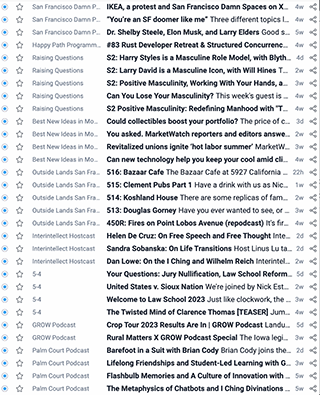 San Francisco Damn P... IKEA, a protest and San Francisco Damn Spaces on X... 4w
San Francisco Damn P... "You're an SF doomer like me" Three different topics I... 4w
San Francisco Damn P... Dr. Shelby Steele, Elon Musk, and Larry Elders Good s... 5w
Happy Path Programm... #83 Rust Developer Retreat & Structured Concurrenc... 4w
Raising Questions S2: Harry Styles is a Masculine Role Model, with Blyth... 4d
Raising Questions S2: Larry David is a Masculine Icon, with Will Hines T... 2w
Raising Questions S2: Positive Masculinity, Working With Your Hands, a... 3w
Raising Questions Can You Lose Your Masculinity? This week's guest is ... 4w
Raising Questions S2 Positive Masculinity: Redefining Manhood with "T... 4w
Best New Ideas in Mo... Could collectibles boost your portfolio? The price of c... 3d
Best New Ideas in Mo... You asked. MarketWatch reporters and editors answe... 2w
Best New Ideas in Mo... Revitalized unions ignite 'hot labor summer' MarketW... 3w
Best New Ideas in Mo... Can new technology help you keep your cool amid cli... 4w
Outside Lands San Fra... 516: Bazaar Cafe The Bazaar Cafe at 5927 California ... 22h
Outside Lands San Fra... 515: Clement Pubs Part 1 Have a drink with us as Nic... 1w
Outside Lands San Fra... 514: Koshland House There are some replicas of fam... 2w
Outside Lands San Fra... 513: Douglas Gorney Have you ever wanted to see, or ... 3w
Outside Lands San Fra... 450R: Fires on Point Lobos Avenue (repodcast) It's fir... 4w
Interintellect Hostcast Helen De Cruz: On Free Speech and Free Thought Inte... 2d
Interintellect Hostcast Sandra Sobanska: On Life Transitions Host Linus Lu ta... 2d
Interintellect Hostcast Dan Lowe: On the I Ching and Wilhelm Reich Interintel... 2w
5-4 Your Questions: Jury Nullification, Law School Reform... 5d
5-4 United States v. Sioux Nation We're joined by Nick Est... 2w
5-4 Welcome to Law School 2023 Just like clockwork, the ... 3w
5-4 The Twisted Mind of Clarence Thomas [TEASER] Jum... 4w
GROW Podcast Crop Tour 2023 Results Are In | GROW Podcast Landu... 5d
GROW Podcast Rural Matters X GROW Podcast Special The Iowa legi... 3w
Palm Court Podcast Barefoot in a Suit with Brian Cody Brian Cody joins the... 2d
Palm Court Podcast Lifelong Friendships and Student-Led Learning with G... 2w
Palm Court Podcast Flashbulb Memories and A Culture of Innovation with ... 3w
Palm Court Podcast The Metaphysics of Chatbots and I Ching Divinations ... 5w